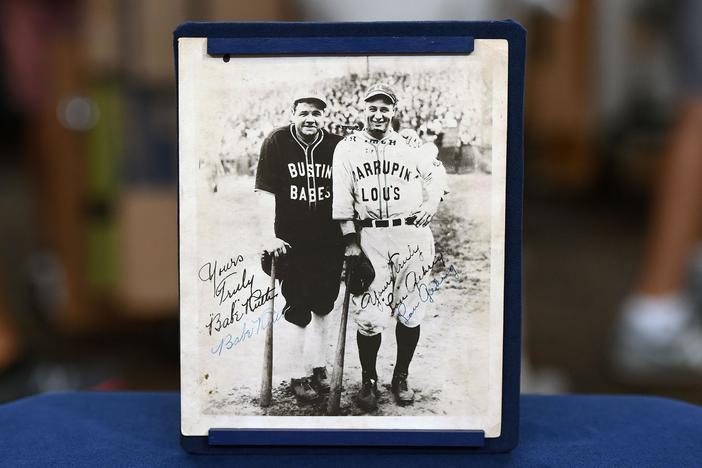 BUSTIN
BABES
LARRUPIN
LOU'S
Yours
Truly
Babe Ruth
Babe Ruth
Yours Truly
Lou Gehrig
Lou Gehrig